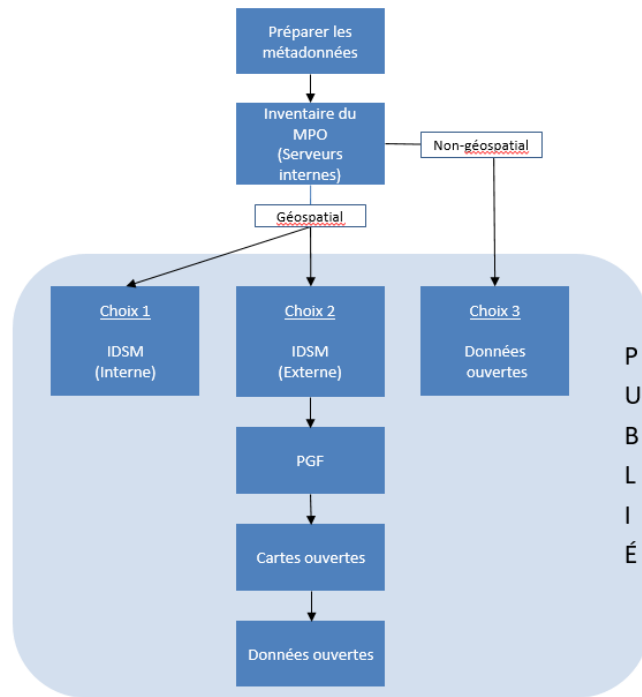 Préparer les
métadonnées
Inventaire du
MPO
(Serveurs
internes)
Non-géospatial
Géospatial
Choix 1
IDSM
(Interne)
Choix 2
IDSM
(Externe)
Choix 3
Données
ouvertes
PGF
Cartes ouvertes
Données ouvertes
P
U
B
L
I
É